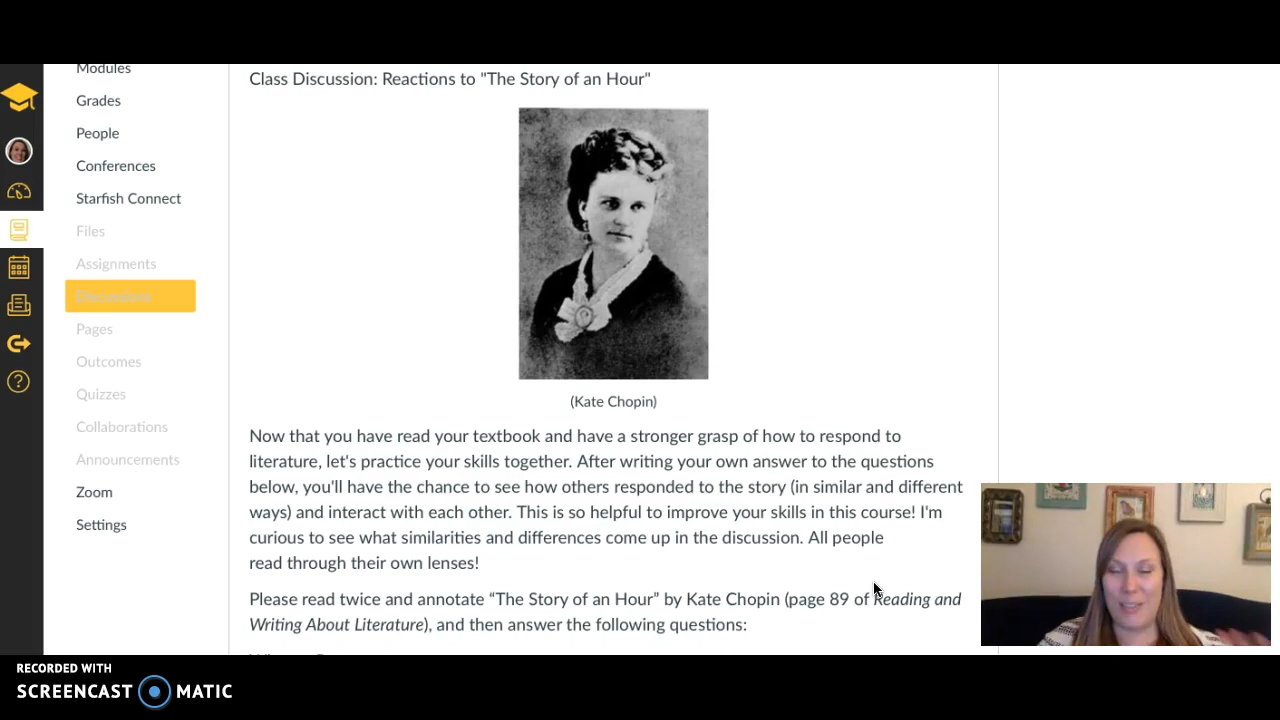 Modules
Grades
People
Conferences
Starfish Connect
Files
Assignments
Discussions
Pages
Outcomes
Quizzes
Collaborations
Announcements
Zoom
Settings
Class Discussion: Reactions to "The Story of an Hour"
(Kate Chopin)
Now that you have read your textbook and have a stronger grasp of how to respond to
literature, let's practice your skills together. After writing your own answer to the questions
below, you'll have the chance to see how others responded to the story (in similar and different
ways) and interact with each other. This is so helpful to improve your skills in this course! I'm
curious to see what similarities and differences come up in the discussion. All people
read through their own lenses!
Please read twice and annotate “The Story of an Hour” by Kate Chopin (page 89 of Reading and
Writing About Literature), and then answer the following questions:
RECORDED WITH
SCREENCAST MATIC